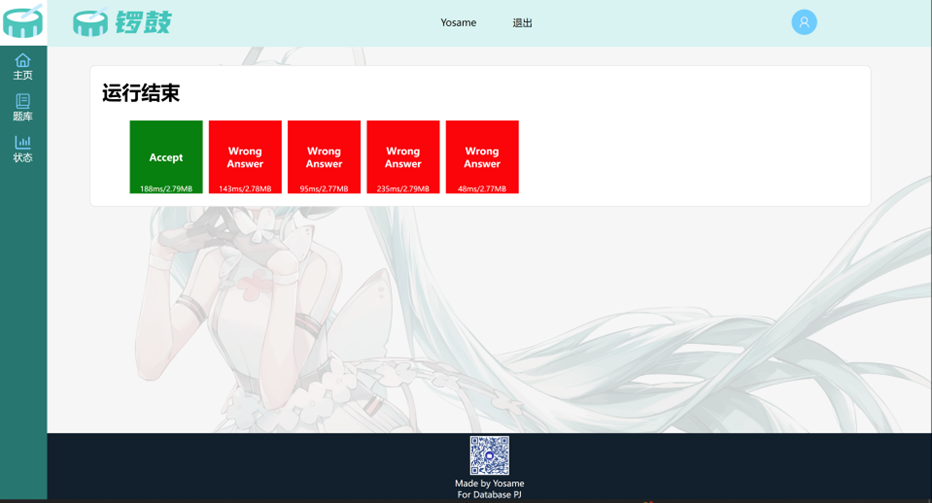 锣鼓
Yosame
退出
主页
题库
状态
运行结束
Accept
188ms/2.79MB
Wrong
Answer
143ms/2.78MB
Wrong
Answer
95ms/2.77MB
Wrong
Answer
235ms/2.79MB
Wrong
Answer
48ms/2.77MB
Made by Yosame
For Database PJ